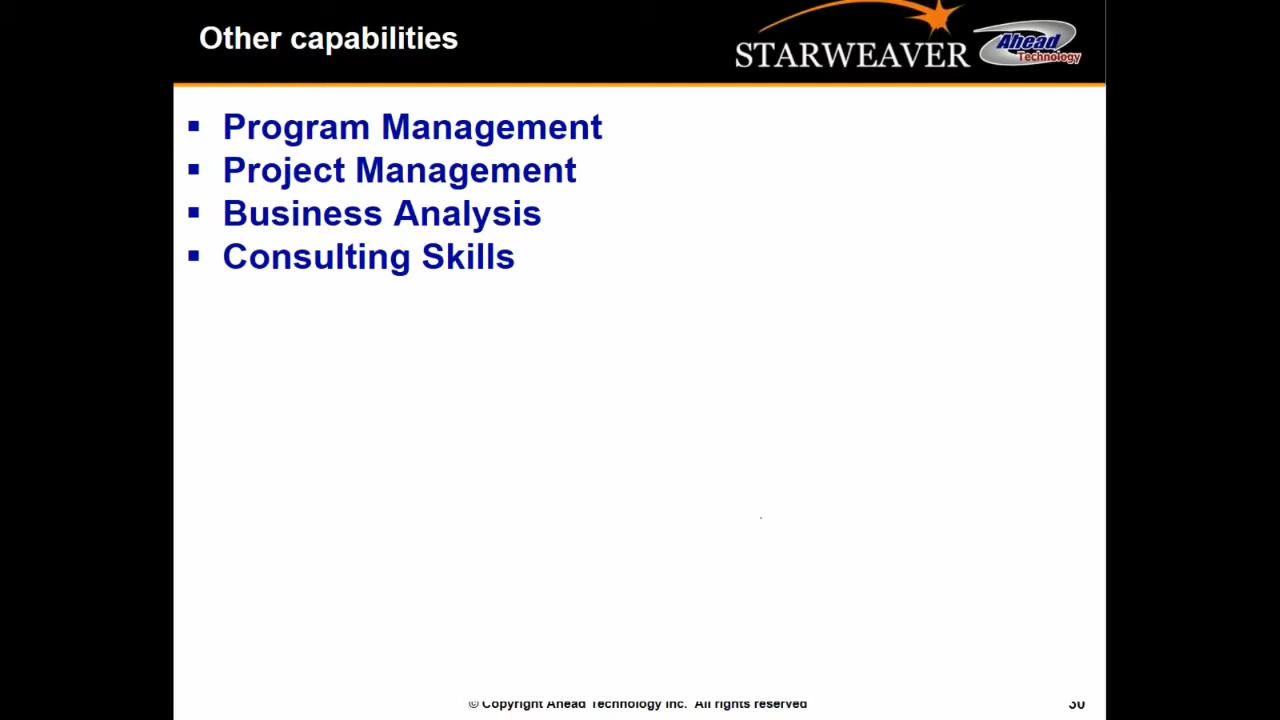 Other capabilities
STARWEAVER
Ahead
Technology
▪ Program Management
▪ Project Management
▪ Business Analysis
▪ Consulting Skills
© Copyright Ahead Technology Inc. All rights reserved